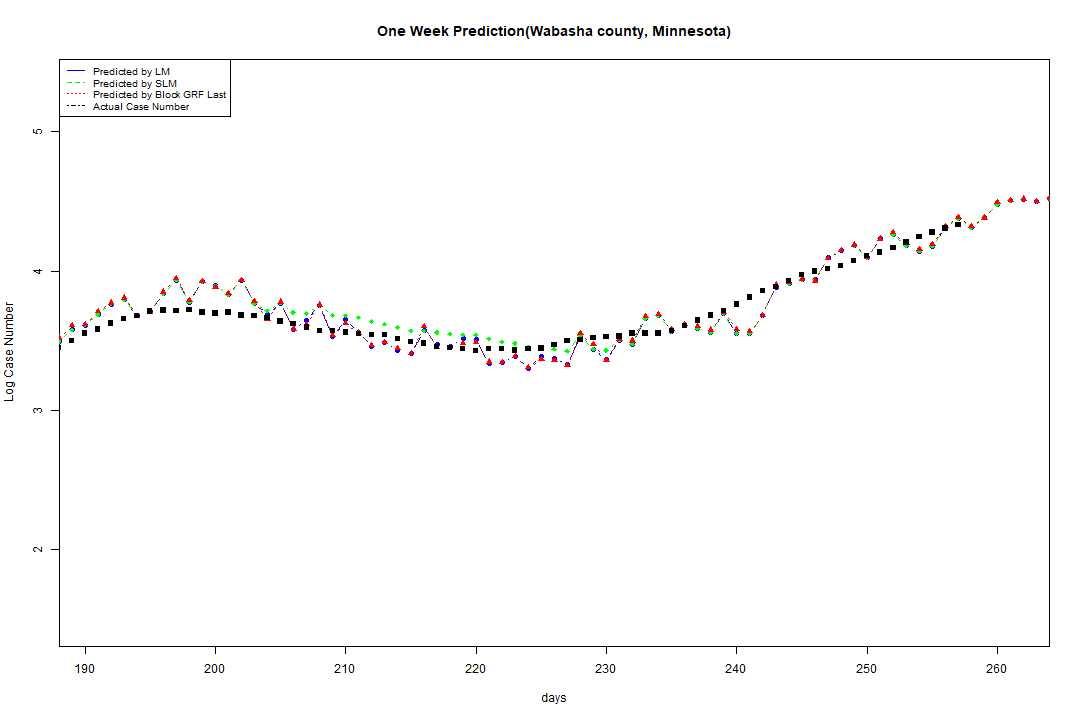 One Week Prediction(Wabasha county, Minnesota)
Predicted by LM
Predicted by SLM
Predicted by Block GRF Last
Actual Case Number
5
4
3
2
Log Case Number
190 200 210 220 230 240 250 260
days